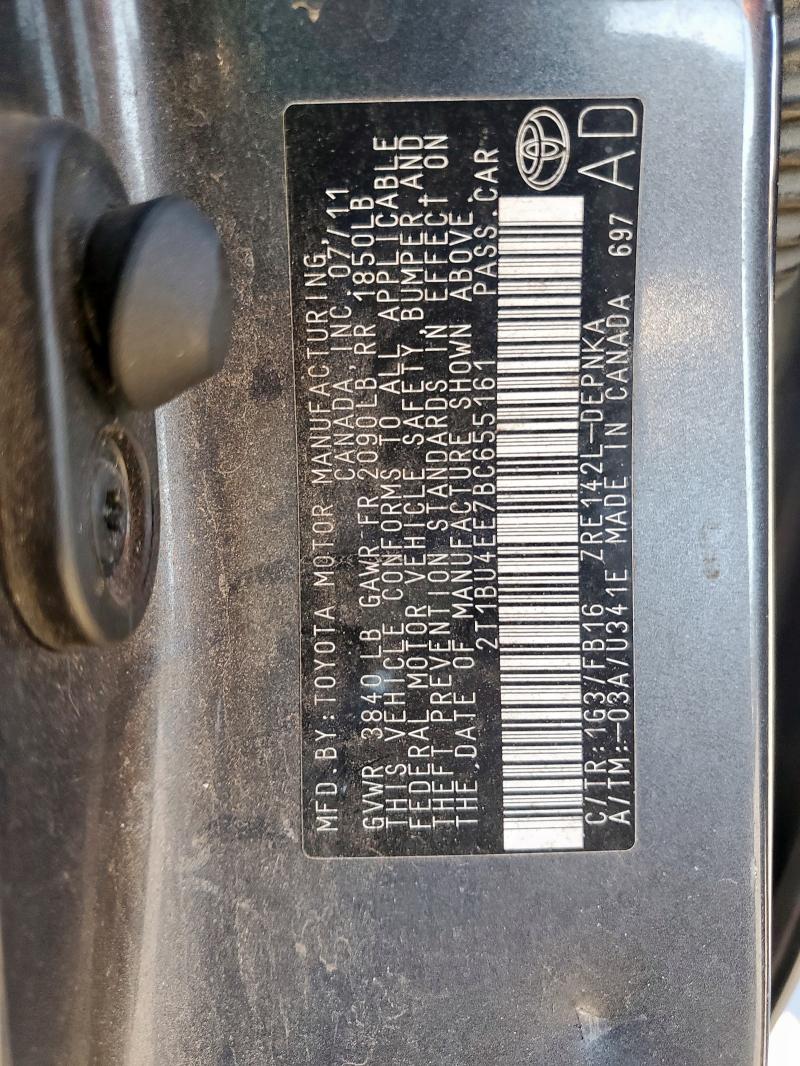 MFD.BY:TOYOTA MOTOR MANUFACTURING,
CANADA,INC. 07/11
GVWR 3840LB GAWR FR 2090LB RR 1850LB
THIS VEHICLE CONFORMS TO ALL APPLICABLE
FEDERAL MOTOR VEHICLE SAFETY, BUMPER, AND
THEFT PREVENTION STANDARDS IN EFFECT ON
THE DATE OF MANUFACTURE SHOWN ABOVE.
2T1BU4EE7BC655161 PASS.CAR
C/TR:1G3/FB16 ZRE142L-DEPNKA
A/TM:-03A/U341E MADE IN CANADA 697 AD